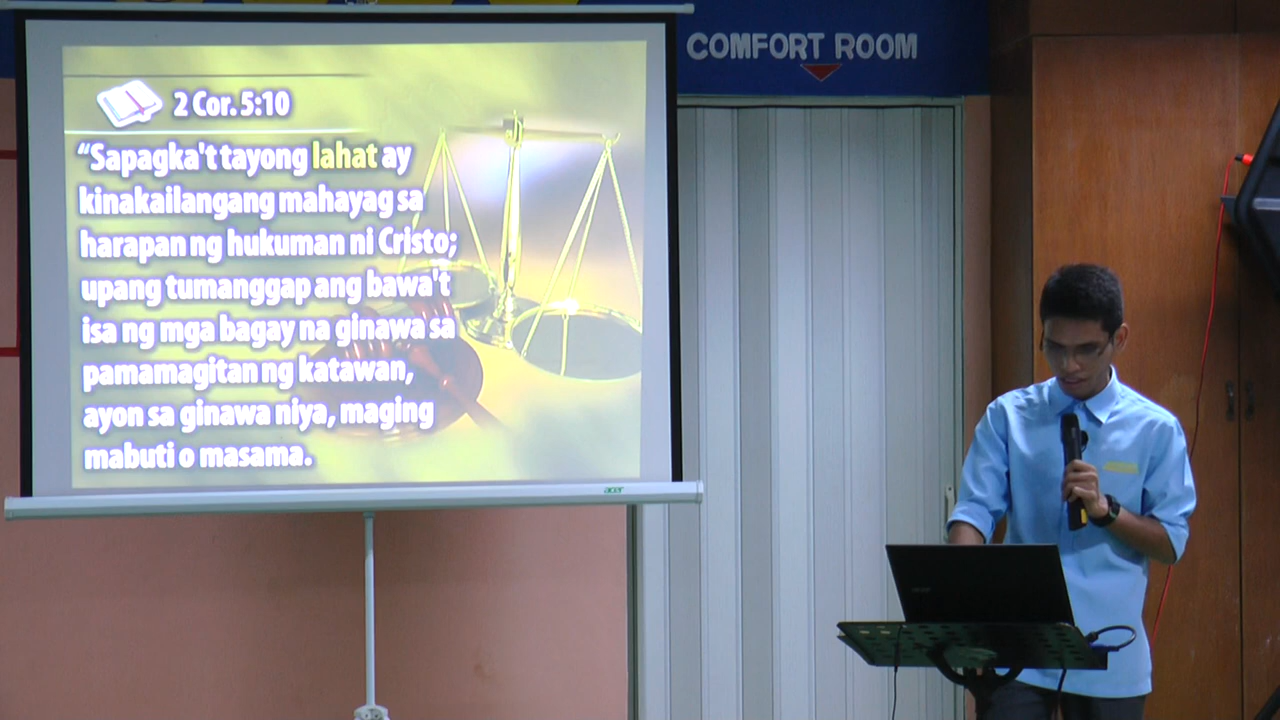 COMFORT ROOM
2 Cor. 5:10
“Sapagka't tayong lahat ay
kinakailangang mahayag sa
harapan ng hukuman ni Cristo;
upang tumanggap ang bawa't
isa ng mga bagay na ginawa sa
pamamagitan ng katawan,
ayon sa ginawa niya, maging
mabuti o masama.
acer